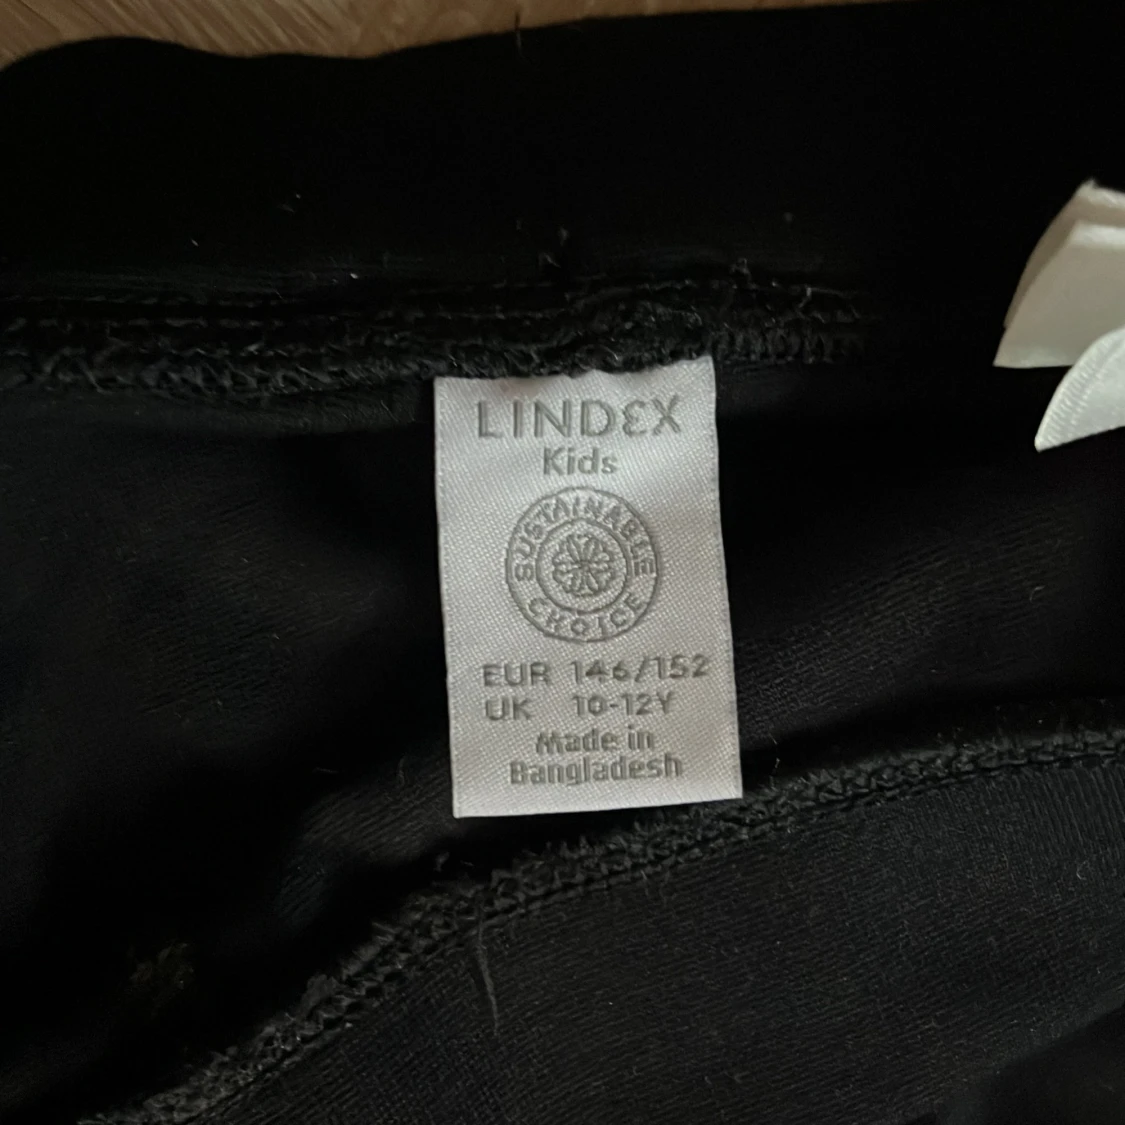 LINDEX
Kids
SUSTAINABLE
CHOICE
EUR 146/152
UK 10-12Y
Made in
Bangladesh